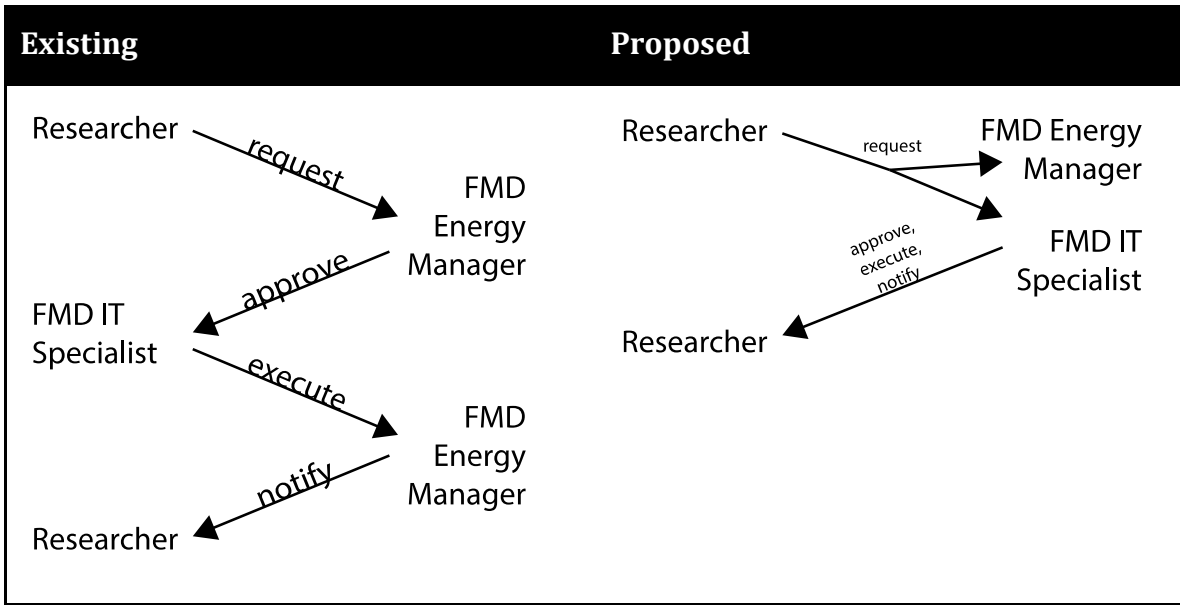 Existing
Proposed
Researcher
request
FMD
Energy
Manager
approve
FMD IT
Specialist
execute
FMD
Energy
Manager
notify
Researcher
Researcher
request
FMD Energy
Manager
FMD IT
Specialist
approve,
execute,
notify
Researcher